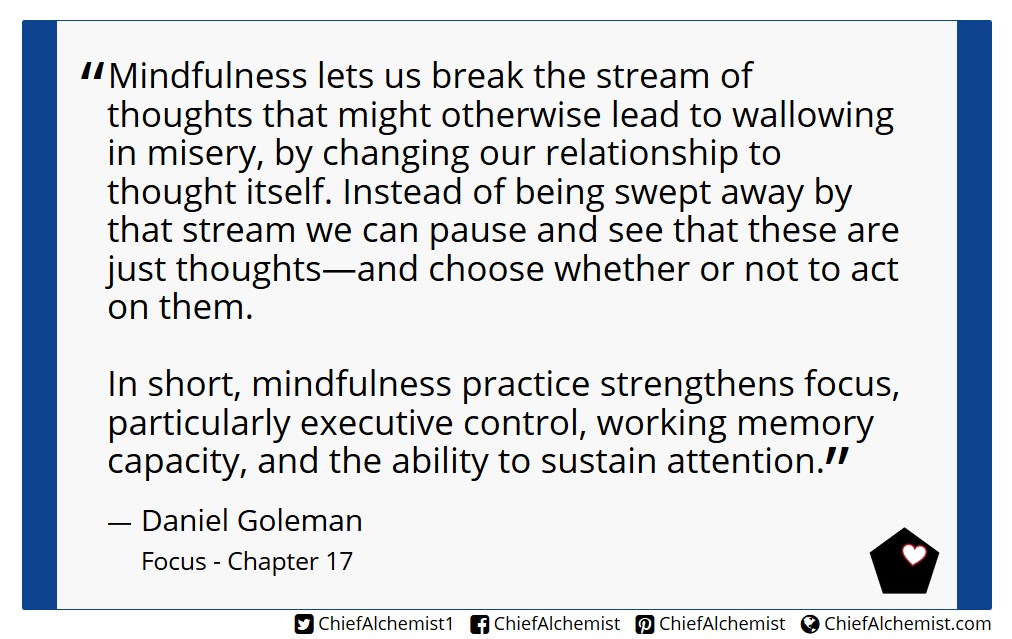 “Mindfulness lets us break the stream of
thoughts that might otherwise lead to wallowing
in misery, by changing our relationship to
thought itself. Instead of being swept away by
that stream we can pause and see that these are
just thoughts—and choose whether or not to act
on them.
In short, mindfulness practice strengthens focus,
particularly executive control, working memory
capacity, and the ability to sustain attention.”
— Daniel Goleman
Focus - Chapter 17
ChiefAlchemist1 ChiefAlchemist ChiefAlchemist ChiefAlchemist.com